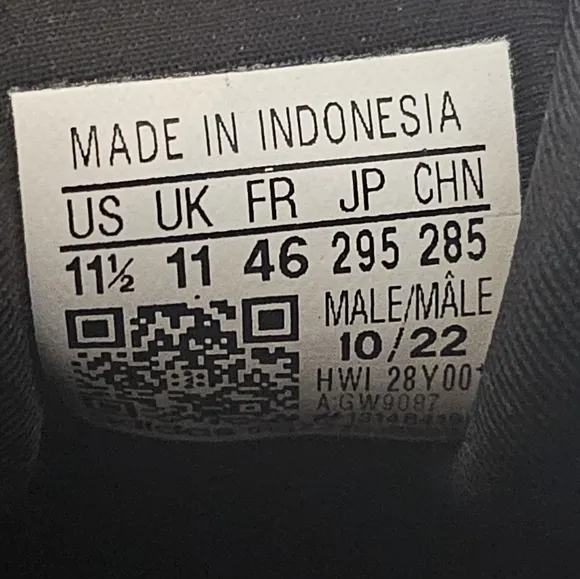 MADE IN INDONESIA
US UK FR JP CHN
11½ 11 46 295 285
MALE/MÂLE
10/22
HWI 28Y001
A:GW9087